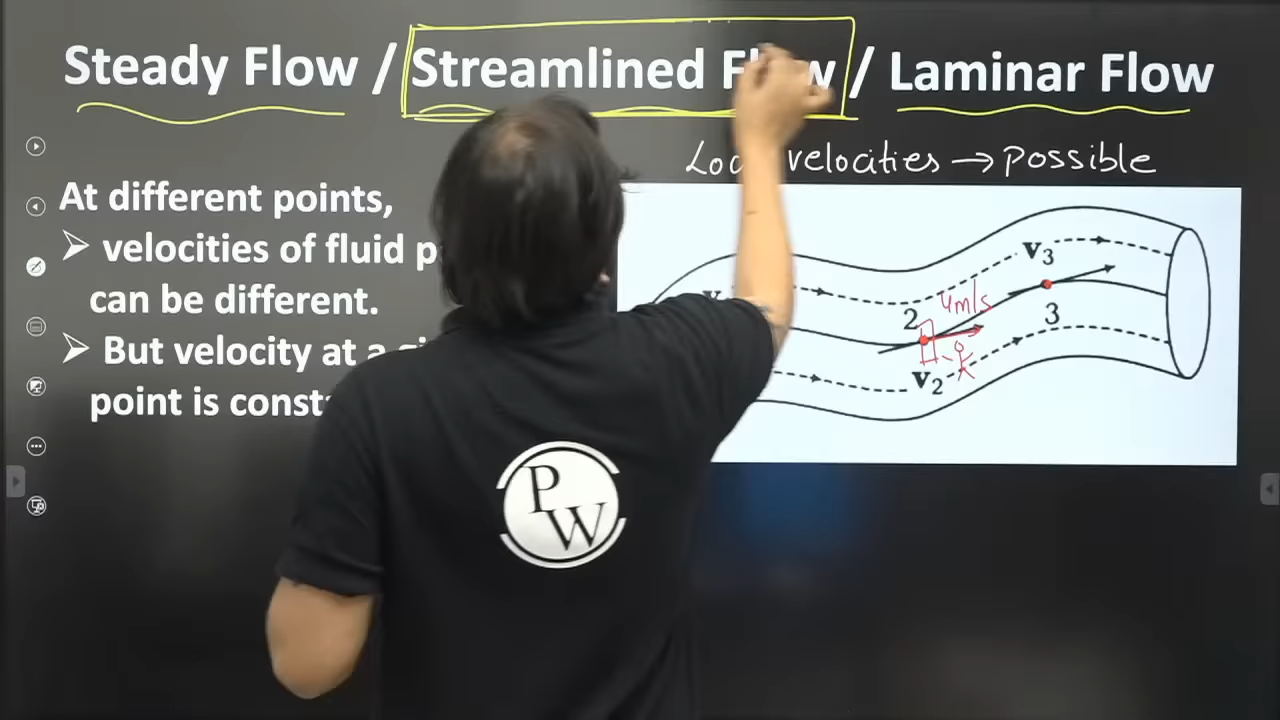 Steady Flow / Streamlined Flow / Laminar Flow
velocities → possible
At different points,
➢ velocities of fluid
can be different.
➢ But velocity at a
point is
v₃
4m/s
2
3
v₂
PW